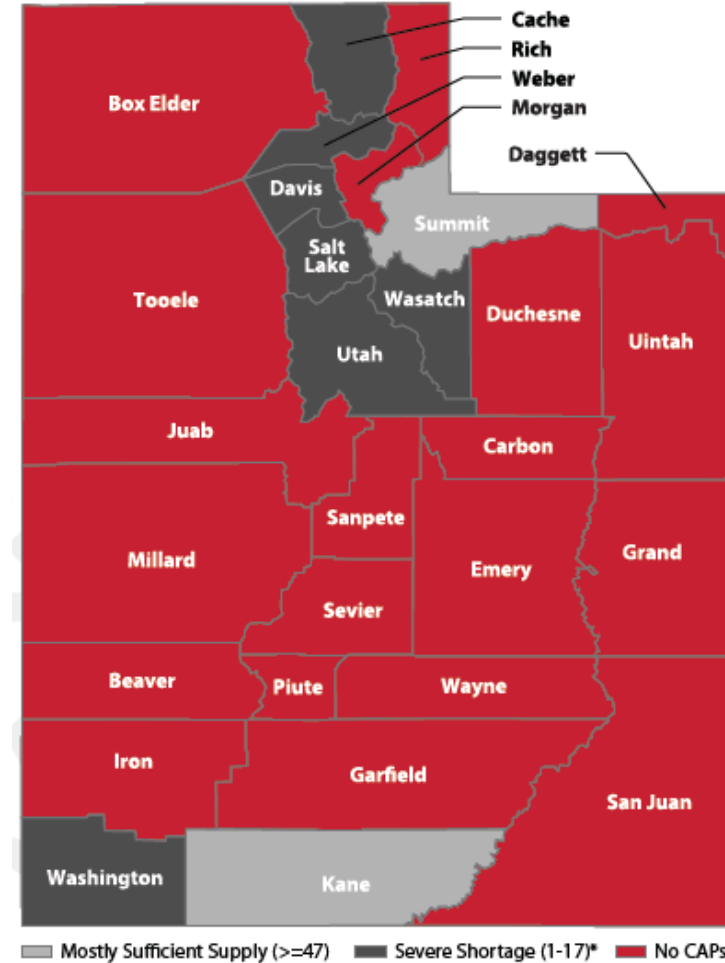 Cache
Rich
Weber
Morgan
Daggett
Box Elder
Davis
Summit
Salt
Lake
Tooele
Wasatch
Duchesne
Uintah
Utah
Juab
Carbon
Sanpete
Millard
Emery
Grand
Sevier
Beaver
Piute
Wayne
Iron
Garfield
San Juan
Washington
Kane
Mostly Sufficient Supply (>=47) Severe Shortage (1-17)* No CAPs